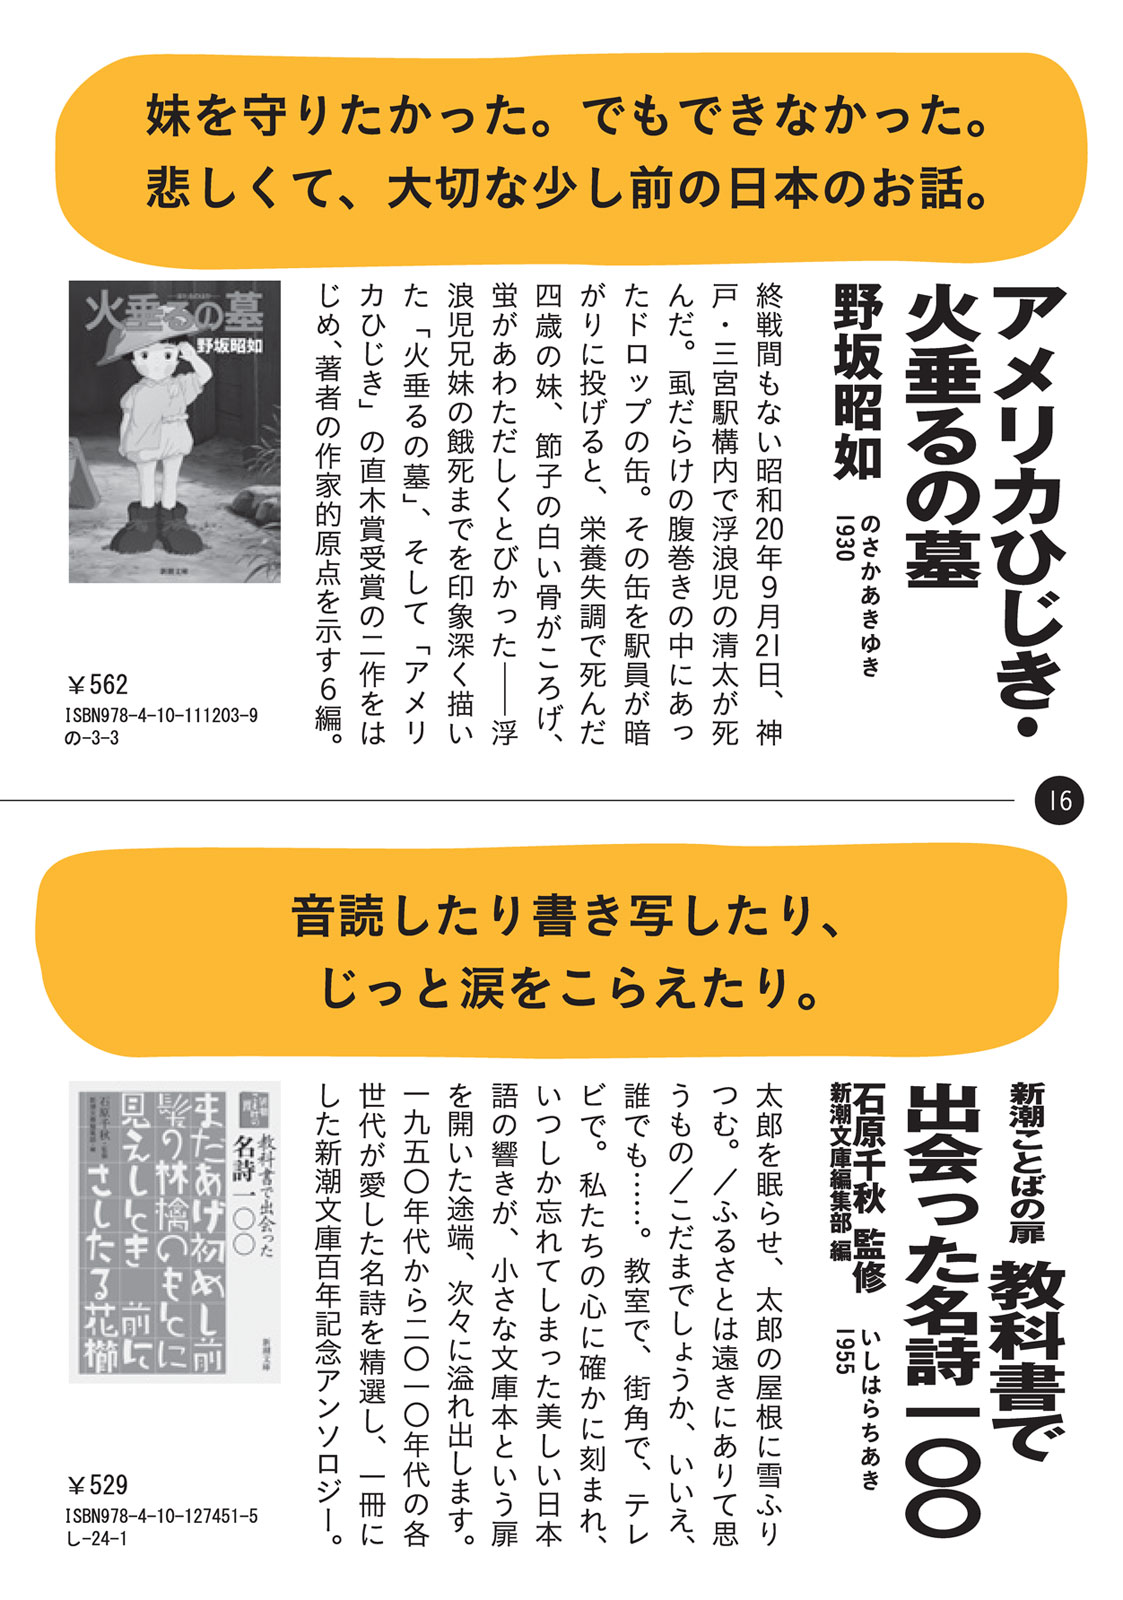 妹を守りたかった。でもできなかった。
悲しくて、大切な少し前の日本のお話。
アメリカひじき・
火垂るの墓
野坂昭如
のさかあきゆき
1930
終戦間もない昭和20年９月21日、神
戸・三宮駅構内で浮浪児の清太が死
んだ。虱だらけの腹巻きの中にあっ
たドロップの缶。その缶を駅員が暗
がりに投げると、栄養失調で死んだ
四歳の妹、節子の白い骨がころげ、
蛍があわただしくとびかった――浮
浪児兄妹の餓死までを印象深く描い
た「火垂るの墓」、そして「アメリ
カひじき」の直木賞受賞の二作をは
じめ、著者の作家的原点を示す６編。
火垂るの墓
野坂昭如
新潮文庫
￥562
ISBN978-4-10-111203-9
の-3-3
16
音読したり書き写したり、
じっと涙をこらえたり。
新潮ことばの扉 教科書で
出会った名詩一〇〇
石原千秋 監修
新潮文庫編集部 編
いしはらちあき
1955
太郎を眠らせ、太郎の屋根に雪ふり
つむ。／ふるさとは遠きにありて思
うもの／こだまでしょうか、いいえ、
誰でも……。教室で、街角で、テレ
ビで。私たちの心に確かに刻まれ、
いつしか忘れてしまった美しい日本
語の響きが、小さな文庫本という扉
を開いた途端、次々に溢れ出します。
一九五〇年代から二〇一〇年代の各
世代が愛した名詩を精選し、一冊に
した新潮文庫百年記念アンソロジー。
新潮ことばの扉
教科書で出会った
名詩一〇〇
石原千秋 監修
新潮文庫編集部 編
新潮文庫
まだあげ初めし前
髪の林檎のもとに
見えしとき 前に
さしたる花櫛
￥529
ISBN978-4-10-127451-5
し-24-1